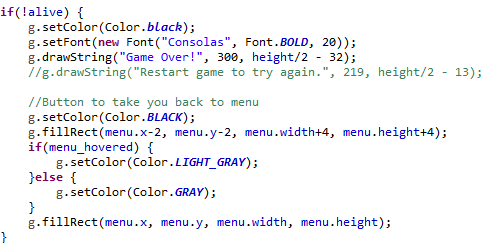 if(!alive) {
    g.setColor(Color.black);
    g.setFont(new Font("Consolas", Font.BOLD, 20));
    g.drawString("Game Over!", 300, height/2 - 32);
    //g.drawString("Restart game to try again.", 219, height/2 - 13);

    //Button to take you back to menu
    g.setColor(Color.BLACK);
    g.fillRect(menu.x-2, menu.y-2, menu.width+4, menu.height+4);
    if(menu_hovered) {
        g.setColor(Color.LIGHT_GRAY);
    }else {
        g.setColor(Color.GRAY);
    }
    g.fillRect(menu.x, menu.y, menu.width, menu.height);
}